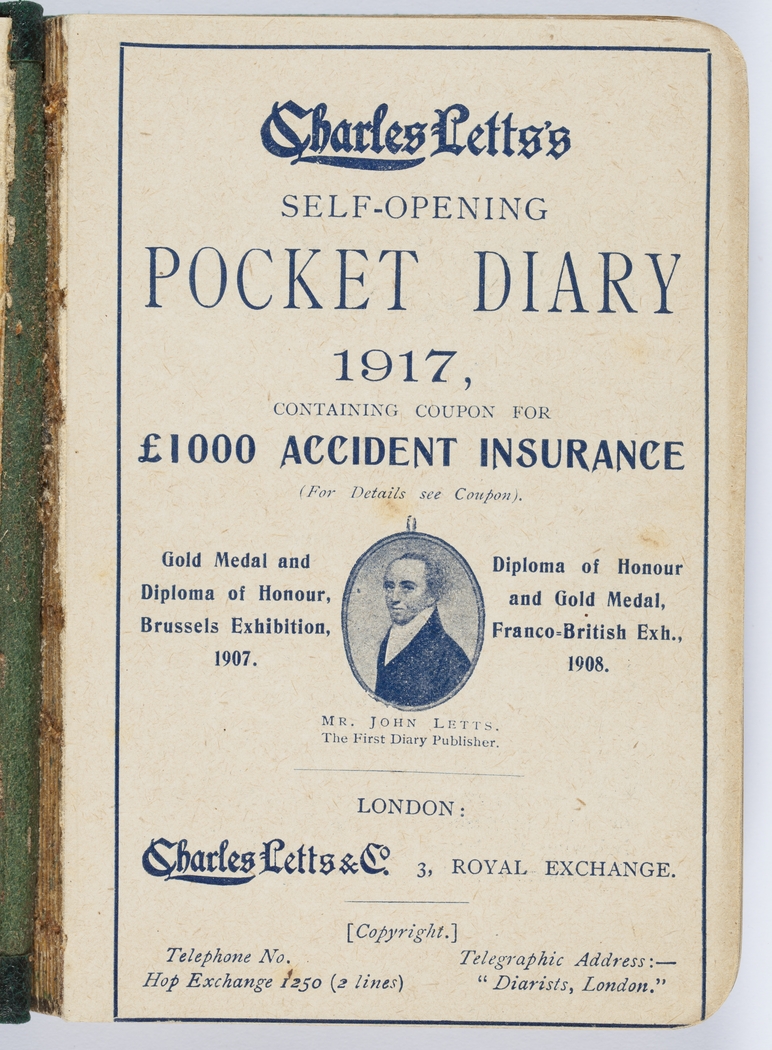 Charles Letts's
SELF-OPENING
POCKET DIARY
1917,
CONTAINING COUPON FOR
£1000 ACCIDENT INSURANCE
(For Details see Coupon).
Gold Medal and
Diploma of Honour,
Brussels Exhibition,
1907.
Diploma of Honour
and Gold Medal,
Franco=British Exh.,
1908.
MR. JOHN LETTS.
The First Diary Publisher.
LONDON:
Charles Letts & Co. 3, ROYAL EXCHANGE.
[Copyright.]
Telephone No.
Hop Exchange 1250 (2 lines)
Telegraphic Address:—
"Diarists, London."